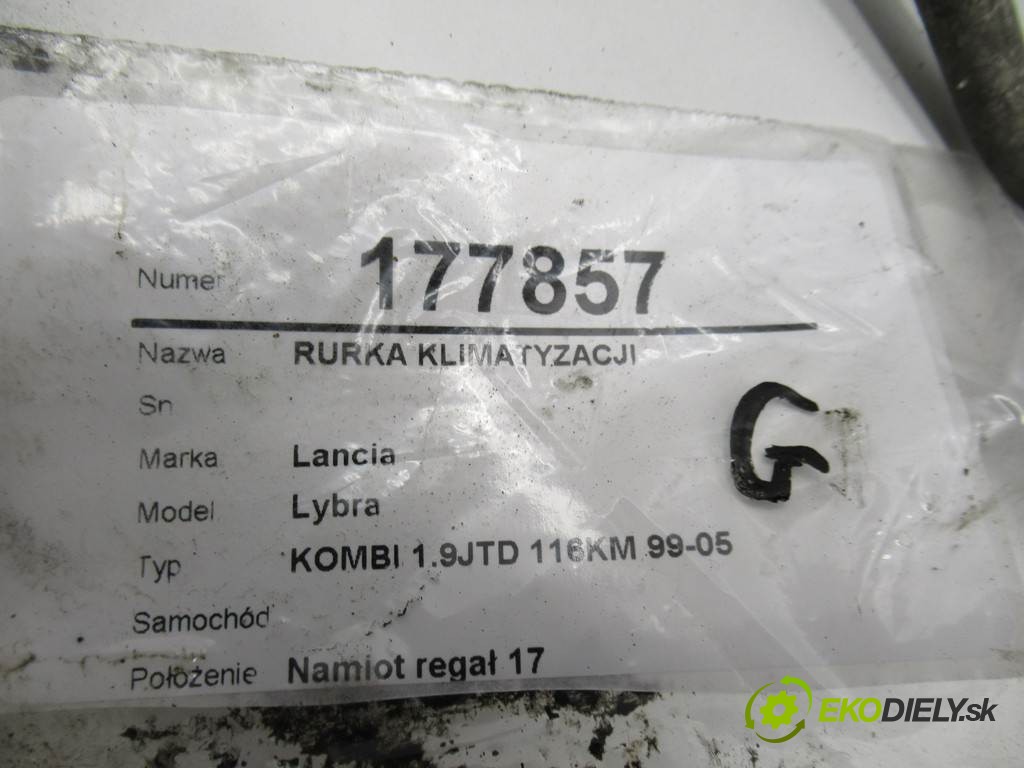 Numer 177857
Nazwa RURKA KLIMATYZACJI
Sn
Marka Lancia
G
Model Lybra
Typ KOMBI 1.9JTD 116KM 99-05
Samochód
Położenie Namiot regał 17
EKODIELY.sk